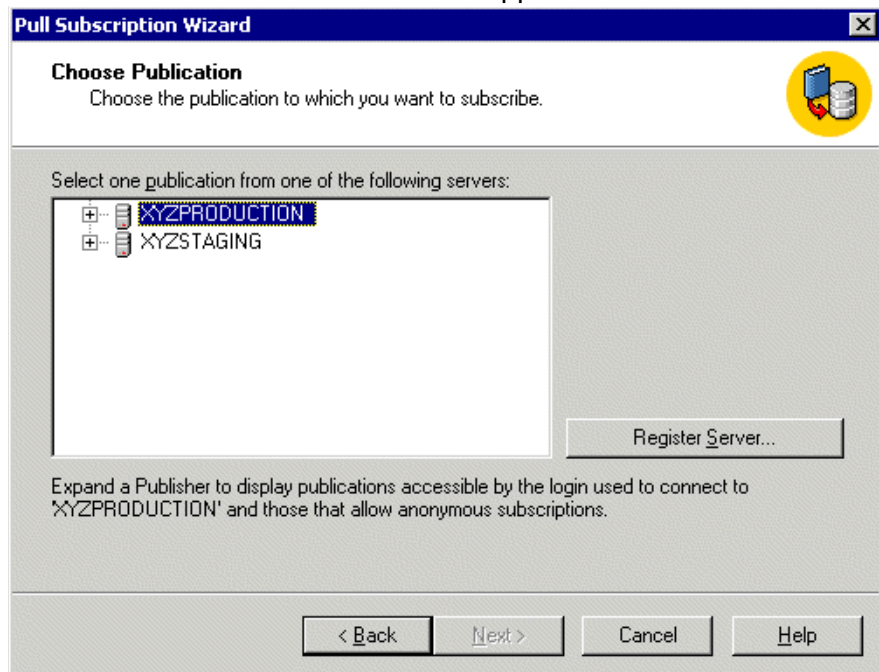 Pull Subscription Wizard
Choose Publication
Choose the publication to which you want to subscribe.
Select one publication from one of the following servers:
XYZPRODUCTION
XYZSTAGING
Register Server...
Expand a Publisher to display publications accessible by the login used to connect to
'XYZPRODUCTION' and those that allow anonymous subscriptions.
< Back Next > Cancel Help